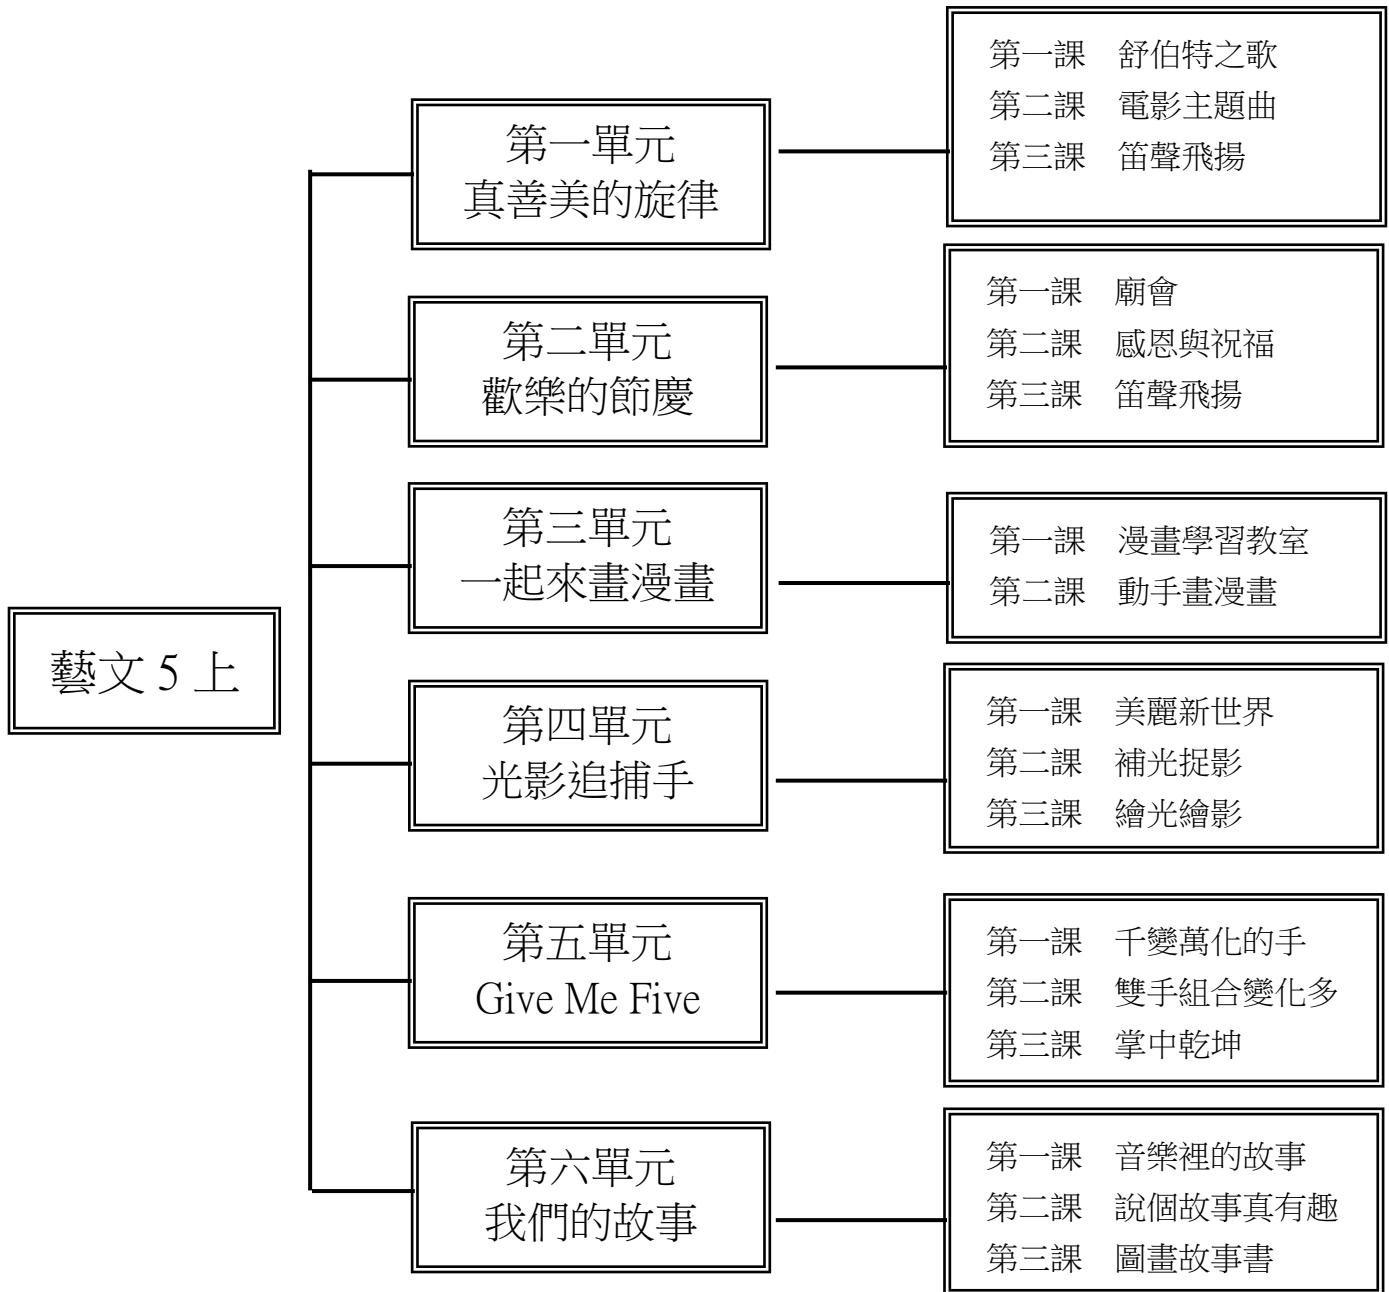 藝文 5 上
第一單元
真善美的旋律
第一課　舒伯特之歌
第二課　電影主題曲
第三課　笛聲飛揚
第二單元
歡樂的節慶
第一課　廟會
第二課　感恩與祝福
第三課　笛聲飛揚
第三單元
一起來畫漫畫
第一課　漫畫學習教室
第二課　動手畫漫畫
第四單元
光影追捕手
第一課　美麗新世界
第二課　補光捉影
第三課　繪光繪影
第五單元
Give Me Five
第一課　千變萬化的手
第二課　雙手組合變化多
第三課　掌中乾坤
第六單元
我們的故事
第一課　音樂裡的故事
第二課　說個故事真有趣
第三課　圖畫故事書